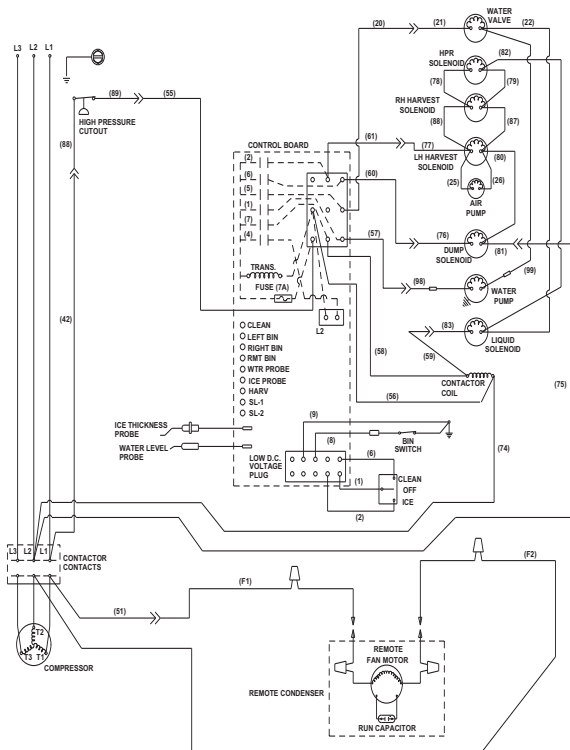 L3 L2 L1
(20)
(21)
WATER
VALVE
(22)
(89)
(55)
HIGH PRESSURE
CUTOUT
HPR
SOLENOID
(82)
(78)
(79)
RH HARVEST
SOLENOID
(88)
(61)
(77)
(88)
(87)
CONTROL BOARD
(2)
(6)
(5)
(1)
(7)
(4)
(60)
LH HARVEST
SOLENOID
(80)
(25)
(26)
AIR
PUMP
(57)
(76)
DUMP
SOLENOID
(81)
TRANS.
FUSE (7A)
(98)
(99)
WATER
PUMP
L2
(42)
CLEAN
LEFT BIN
RIGHT BIN
RMT BIN
WTR PROBE
ICE PROBE
HARV
SL-1
SL-2
(58)
(59)
(83)
LIQUID
SOLENOID
(56)
CONTACTOR
COIL
(75)
ICE THICKNESS
PROBE
WATER LEVEL
PROBE
(9)
(8)
BIN
SWITCH
(74)
LOW D.C.
VOLTAGE
PLUG
(6)
(1)
(2)
CLEAN
OFF
ICE
L3 L2 L1
CONTACTOR
CONTACTS
(51)
(F1)
(F2)
T2
T3 T1
COMPRESSOR
REMOTE
FAN MOTOR
REMOTE CONDENSER
RUN CAPACITOR